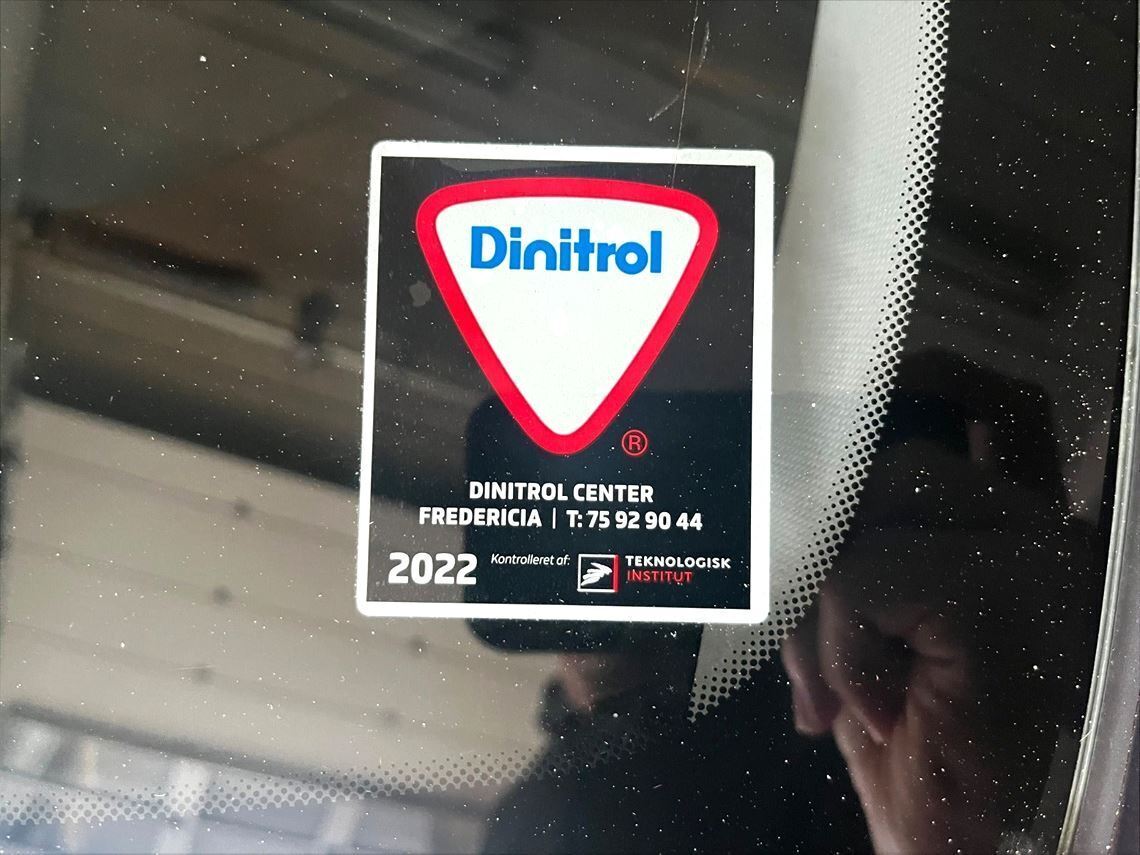 Dinitrol
®
DINITROL CENTER
FREDERICIA | T: 75 92 90 44
2022 Kontrolleret af: TEKNOLOGISK
INSTITUT